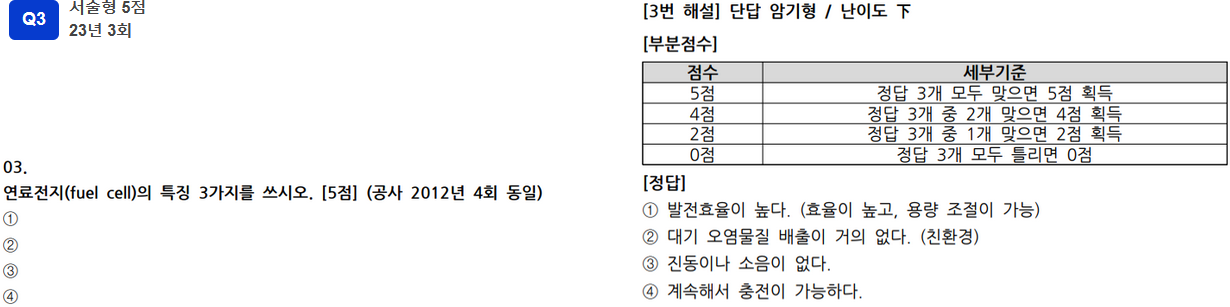 Q3
서술형 5점
23년 3회
03.
연료전지(fuel cell)의 특징 3가지를 쓰시오. [5점] (공사 2012년 4회 동일)
①
②
③
④
[3번 해설] 단답 암기형 / 난이도 下
[부분점수]
점수 세부기준
5점 정답 3개 모두 맞으면 5점 획득
4점 정답 3개 중 2개 맞으면 4점 획득
2점 정답 3개 중 1개 맞으면 2점 획득
0점 정답 3개 모두 틀리면 0점
[정답]
① 발전효율이 높다. (효율이 높고, 용량 조절이 가능)
② 대기 오염물질 배출이 거의 없다. (친환경)
③ 진동이나 소음이 없다.
④ 계속해서 충전이 가능하다.